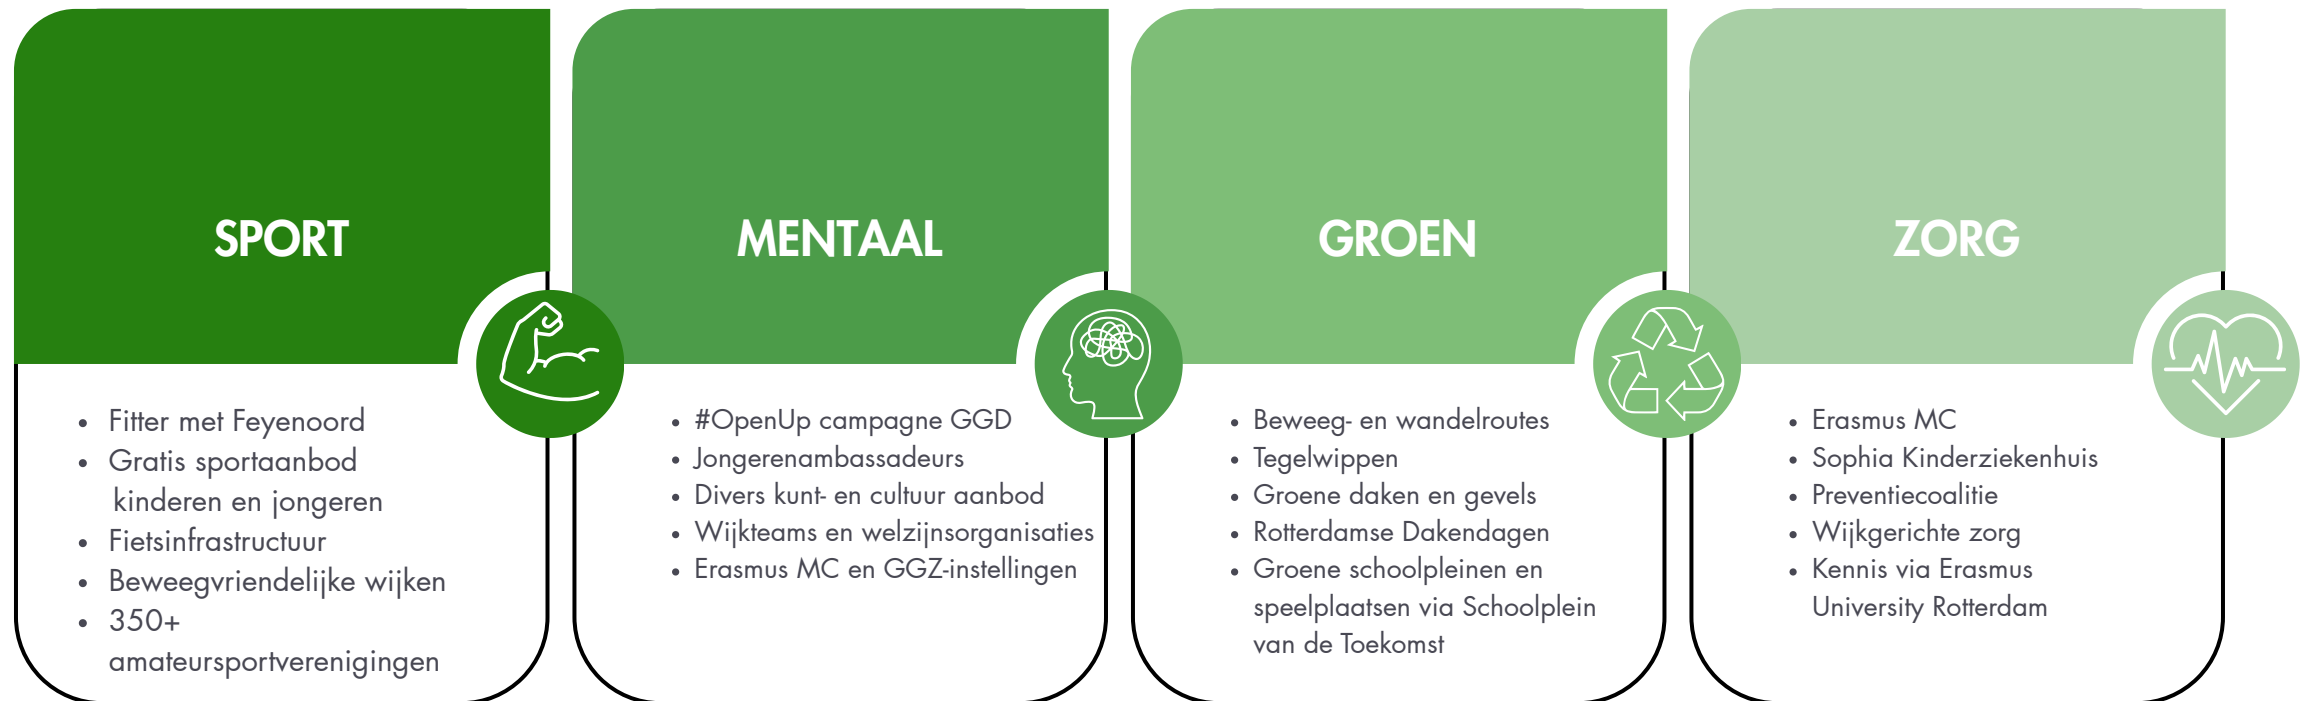 SPORT
• Fitter met Feyenoord
• Gratis sportaanbod
kinderen en jongeren
• Fietsinfrastructuur
• Beweegvriendelijke wijken
• 350+
amateursportverenigingen
MENTAAL
• #OpenUp campagne GGD
• Jongerenambassadeurs
• Divers kunt- en cultuur aanbod
• Wijkteams en welzijnsorganisaties
• Erasmus MC en GGZ-instellingen
GROEN
• Beweeg- en wandelroutes
• Tegelwippen
• Groene daken en gevels
• Rotterdamse Dakendagen
• Groene schoolpleinen en
speelplaatsen via Schoolplein
van de Toekomst
ZORG
• Erasmus MC
• Sophia Kinderziekenhuis
• Preventiecoalitie
• Wijkgerichte zorg
• Kennis via Erasmus
University Rotterdam